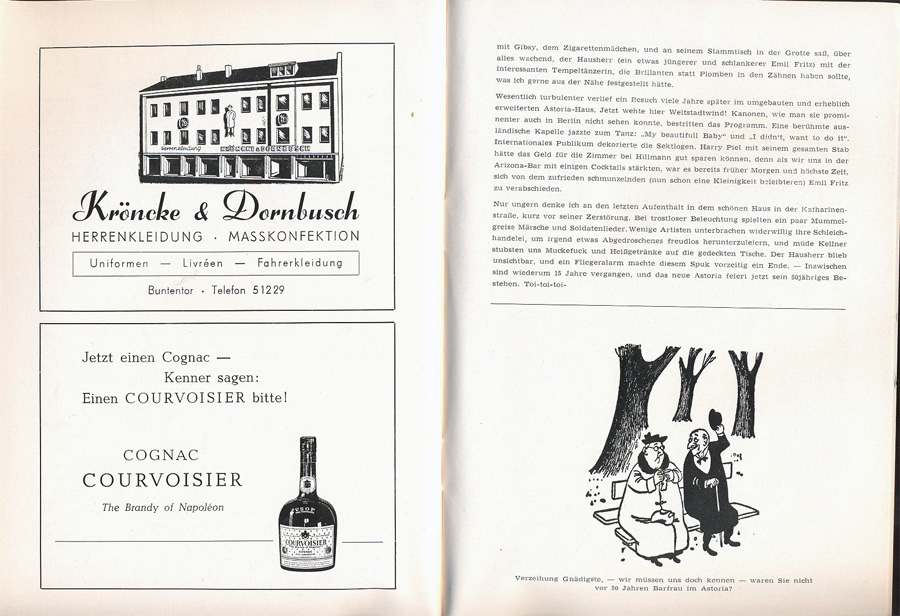 Herrenkleidung
KRÖNCKE & DORNBUSCH
Kröncke & Dornbusch
HERRENKLEIDUNG · MASSKONFEKTION
Uniformen — Livréen — Fahrerkleidung
Buntentor · Telefon 51229
Jetzt einen Cognac —
Kenner sagen:
Einen COURVOISIER bitte!
COGNAC
COURVOISIER
The Brandy of Napoléon
V.S.O.P
COURVOISIER
COGNAC
mit Gibsy, dem Zigarettenmädchen, und an seinem Stammtisch in der Grotte saß, über
alles wachend, der Hausherr (ein etwas jüngerer und schlankerer Emil Fritz) mit der
interessanten Tempeltänzerin, die Brillanten statt Plomben in den Zähnen haben sollte,
was ich gerne aus der Nähe festgestellt hätte.
Wesentlich turbulenter verlief ein Besuch viele Jahre später im umgebauten und erheblich
erweiterten Astoria-Haus. Jetzt wehte hier Weltstadtwind! Kanonen, wie man sie promi-
nenter auch in Berlin nicht sehen konnte, bestritten das Programm. Eine berühmte aus-
ländische Kapelle jazzte zum Tanz: „My beautifull Baby" und „I didn't, want to do it".
Internationales Publikum dekorierte die Sektlogen. Harry Piel mit seinem gesamten Stab
hätte das Geld für die Zimmer bei Hillmann gut sparen können, denn als wir uns in der
Arizona-Bar mit einigen Cocktails stärkten, war es bereits früher Morgen und höchste Zeit,
sich von dem zufrieden schmunzelnden (nun schon eine Kleinigkeit beleibteren) Emil Fritz
zu verabschieden.
Nur ungern denke ich an den letzten Aufenthalt in dem schönen Haus in der Katharinen-
straße, kurz vor seiner Zerstörung. Bei trostloser Beleuchtung spielten ein paar Mummel-
greise Märsche und Soldatenlieder. Wenige Artisten unterbrachen widerwillig ihre Schleich-
handelei, um irgend etwas Abgedroschenes freudlos herunterzuleiern, und müde Kellner
stubsten uns Muckefuck und Heißgetränke auf die gedeckten Tische. Der Hausherr blieb
unsichtbar, und ein Fliegeralarm machte diesem Spuk vorzeitig ein Ende. — Inzwischen
sind wiederum 15 Jahre vergangen, und das neue Astoria feiert jetzt sein 50jähriges Be-
stehen. Toi-toi-toi-
Verzeihung Gnädigste, — wir müssen uns doch kennen — waren Sie nicht
vor 50 Jahren Barfrau im Astoria?